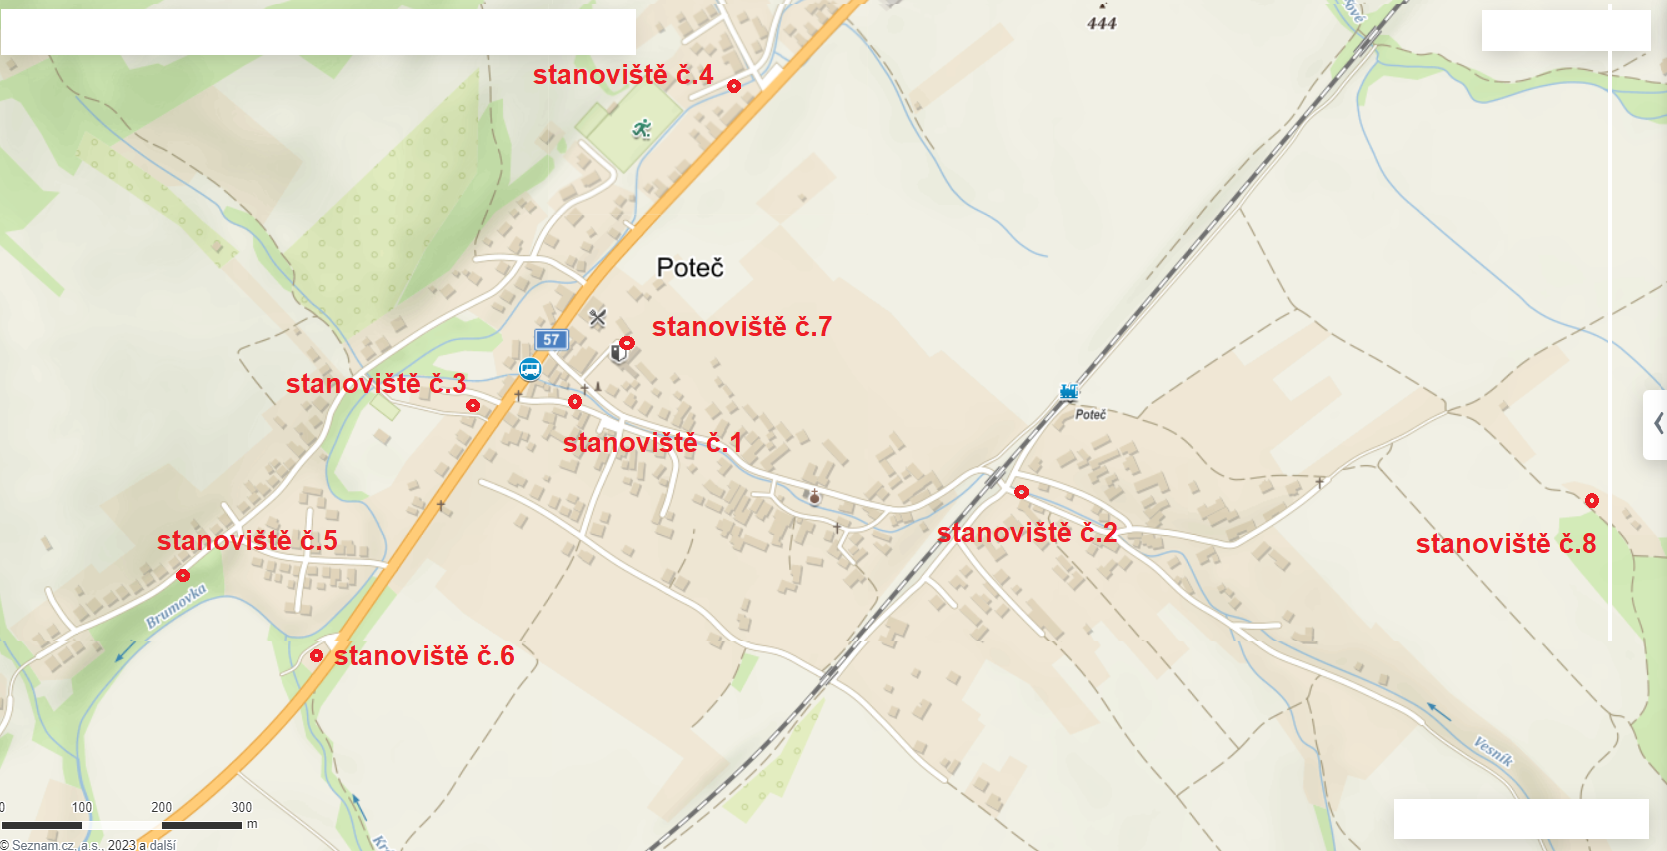 444
stanoviště č.4
Poteč
stanoviště č.7
57
stanoviště č.3
Poteč
stanoviště č.1
stanoviště č.2
stanoviště č.5
stanoviště č.8
Brumovka
stanoviště č.6
Vesník
0 100 200 300
m
© Seznam.cz, a.s., 2023 a další